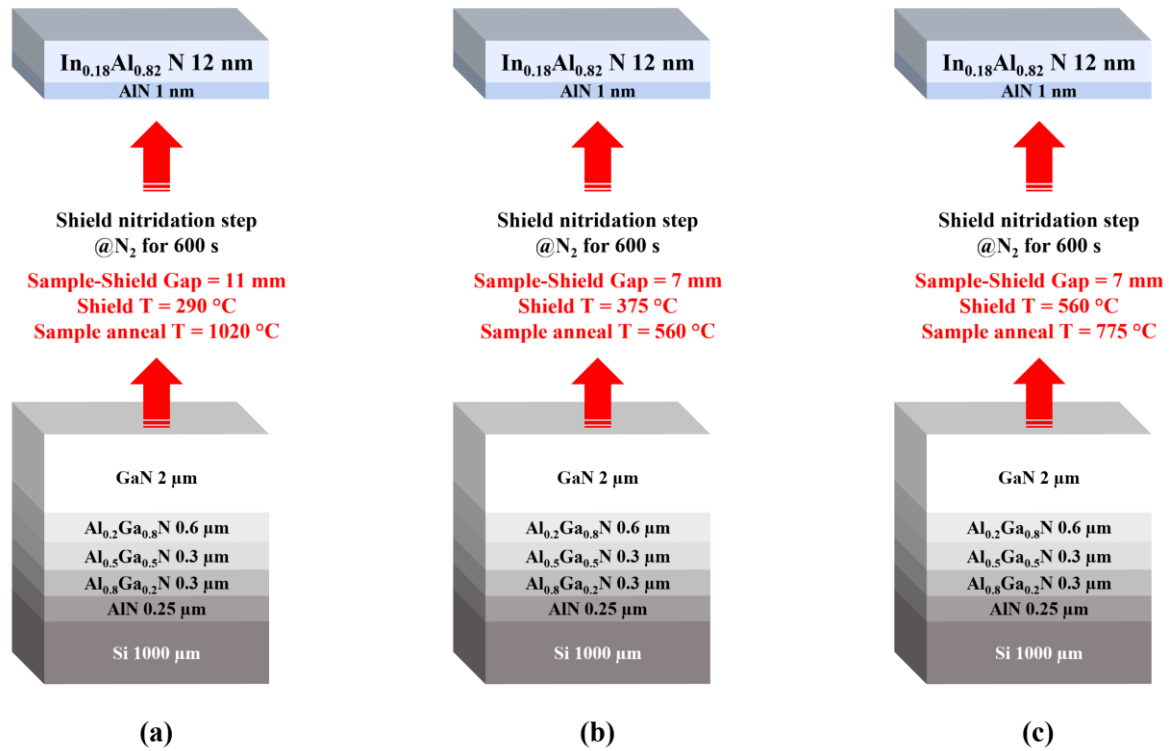 In₀.₁₈Al₀.₈₂ N 12 nm
AlN 1 nm
Shield nitridation step
@N₂ for 600 s
Sample-Shield Gap = 11 mm
Shield T = 290 °C
Sample anneal T = 1020 °C
GaN 2 µm
Al₀.₂Ga₀.₈N 0.6 µm
Al₀.₅Ga₀.₅N 0.3 µm
Al₀.₈Ga₀.₂N 0.3 µm
AlN 0.25 µm
Si 1000 µm
(a)
In₀.₁₈Al₀.₈₂ N 12 nm
AlN 1 nm
Shield nitridation step
@N₂ for 600 s
Sample-Shield Gap = 7 mm
Shield T = 375 °C
Sample anneal T = 560 °C
GaN 2 µm
Al₀.₂Ga₀.₈N 0.6 µm
Al₀.₅Ga₀.₅N 0.3 µm
Al₀.₈Ga₀.₂N 0.3 µm
AlN 0.25 µm
Si 1000 µm
(b)
In₀.₁₈Al₀.₈₂ N 12 nm
AlN 1 nm
Shield nitridation step
@N₂ for 600 s
Sample-Shield Gap = 7 mm
Shield T = 560 °C
Sample anneal T = 775 °C
GaN 2 µm
Al₀.₂Ga₀.₈N 0.6 µm
Al₀.₅Ga₀.₅N 0.3 µm
Al₀.₈Ga₀.₂N 0.3 µm
AlN 0.25 µm
Si 1000 µm
(c)